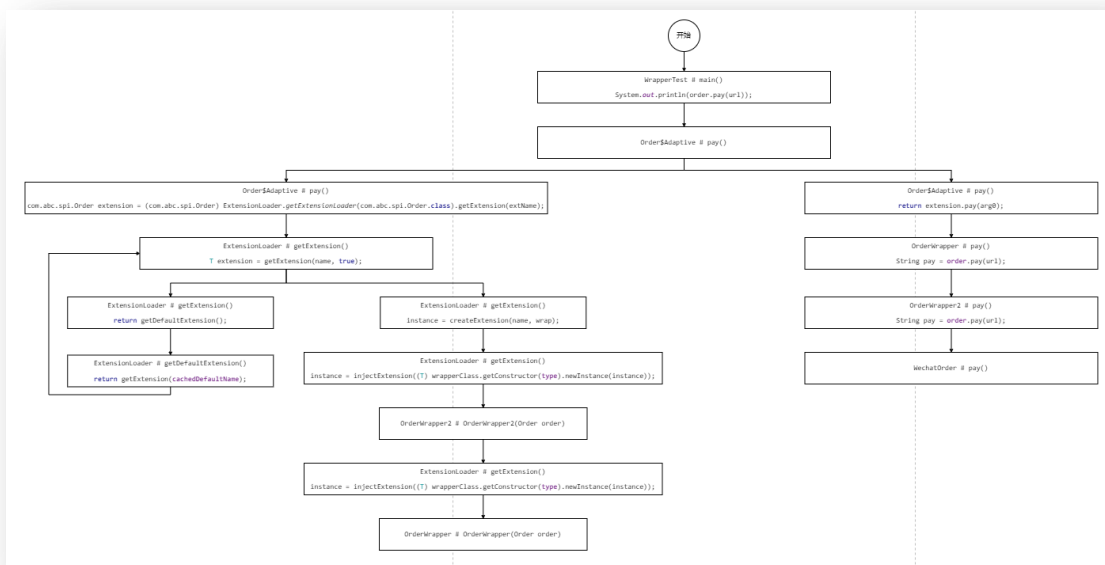 开始
WrapperTest # main()
System.out.println(order.pay(url));
Order$Adaptive # pay()
Order$Adaptive # pay()
com.abc.spi.Order extension = (com.abc.spi.Order) ExtensionLoader.getExtensionLoader(com.abc.spi.Order.class).getExtension(extName);
ExtensionLoader # getExtension()
T extension = getExtension(name, true);
ExtensionLoader # getExtension()
return getDefaultExtension();
ExtensionLoader # getDefaultExtension()
return getExtension(cachedDefaultName);
ExtensionLoader # getExtension()
instance = createExtension(name, wrap);
ExtensionLoader # getExtension()
instance = injectExtension((T) wrapperClass.getConstructor(type).newInstance(instance));
OrderWrapper2 # OrderWrapper2(Order order)
ExtensionLoader # getExtension()
instance = injectExtension((T) wrapperClass.getConstructor(type).newInstance(instance));
OrderWrapper # OrderWrapper(Order order)
Order$Adaptive # pay()
return extension.pay(arg0);
OrderWrapper # pay()
String pay = order.pay(url);
OrderWrapper2 # pay()
String pay = order.pay(url);
WechatOrder # pay()